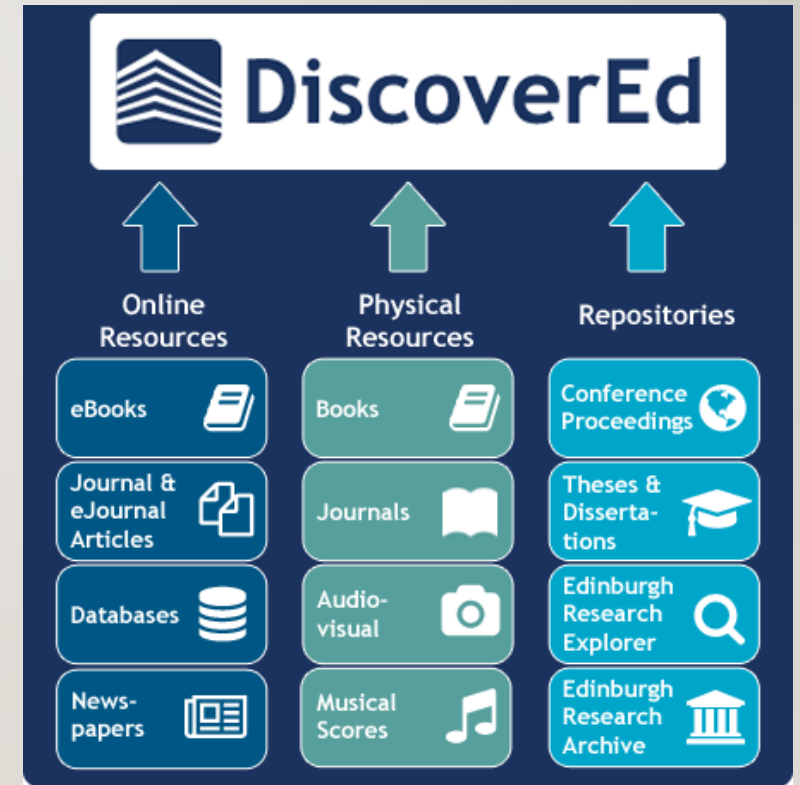 DiscoverEd
Online
Resources
eBooks
Journal &
eJournal
Articles
Databases
News-
papers
Physical
Resources
Books
Journals
Audio-
visual
Musical
Scores
Repositories
Conference
Proceedings
Theses &
Disserta-
tions
Edinburgh
Research
Explorer
Edinburgh
Research
Archive